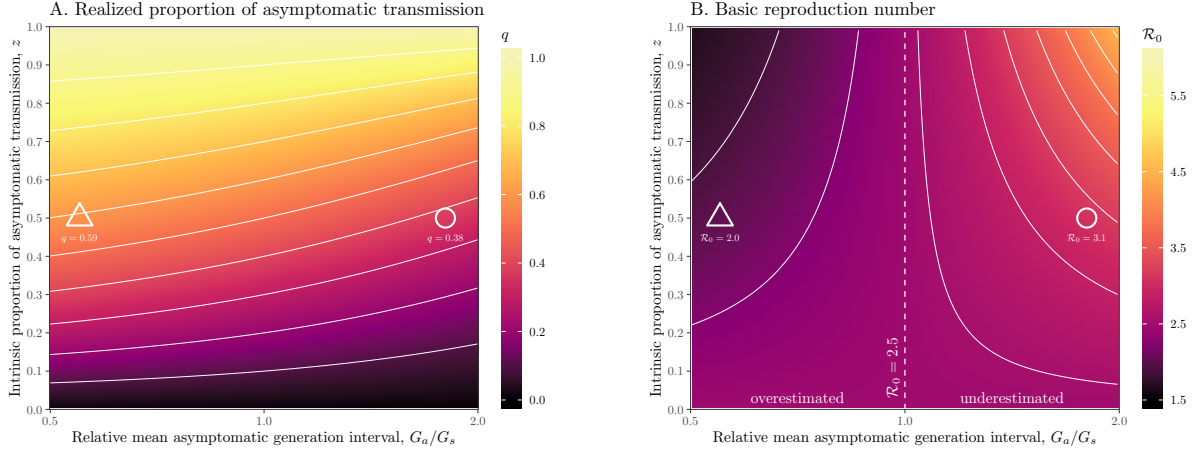 A. Realized proportion of asymptomatic transmission
Intrinsic proportion of asymptomatic transmission, z
1.0
0.9
0.8
0.7
0.6
0.5
0.4
0.3
0.2
0.1
0.0
q = 0.59
q = 0.38
0.5
1.0
2.0
Relative mean asymptomatic generation interval, Gₐ/Gₛ
q
1.0
0.8
0.6
0.4
0.2
0.0
B. Basic reproduction number
Intrinsic proportion of asymptomatic transmission, z
1.0
0.9
0.8
0.7
0.6
0.5
0.4
0.3
0.2
0.1
0.0
R₀ = 2.0
R₀ = 3.1
R₀ = 2.5
overestimated
underestimated
0.5
1.0
2.0
Relative mean asymptomatic generation interval, Gₐ/Gₛ
R₀
5.5
4.5
3.5
2.5
1.5